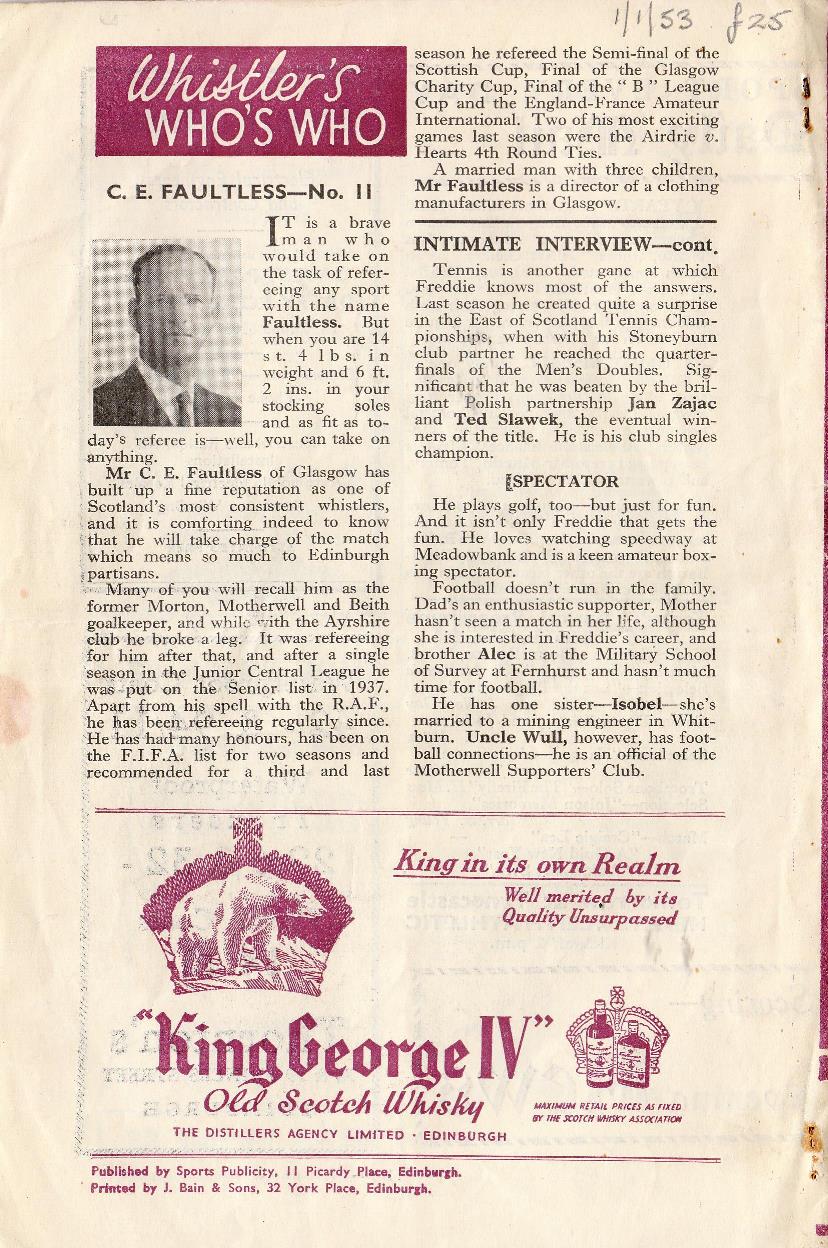 1/1/53 £25
Whistler's
WHO'S WHO
C. E. FAULTLESS—No. 11
IT is a brave
man who
would take on
the task of refer-
eeing any sport
with the name
Faultless. But
when you are 14
st. 4 lbs. in
weight and 6 ft.
2 ins. in your
stocking soles
and as fit as to-
day's referee is—well, you can take on
anything.
Mr C. E. Faultless of Glasgow has
built up a fine reputation as one of
Scotland's most consistent whistlers,
and it is comforting indeed to know
that he will take charge of the match
which means so much to Edinburgh
partisans.
Many of you will recall him as the
former Morton, Motherwell and Beith
goalkeeper, and while with the Ayrshire
club he broke a leg. It was refereeing
for him after that, and after a single
season in the Junior Central League he
was put on the Senior list in 1937.
Apart from his spell with the R.A.F.,
he has been refereeing regularly since.
He has had many honours, has been on
the F.I.F.A. list for two seasons and
recommended for a third and last
season he refereed the Semi-final of the
Scottish Cup, Final of the Glasgow
Charity Cup, Final of the " B " League
Cup and the England-France Amateur
International. Two of his most exciting
games last season were the Airdrie v.
Hearts 4th Round Ties.
A married man with three children,
Mr Faultless is a director of a clothing
manufacturers in Glasgow.
INTIMATE INTERVIEW—cont.
Tennis is another gane at which
Freddie knows most of the answers.
Last season he created quite a surprise
in the East of Scotland Tennis Cham-
pionships, when with his Stoneyburn
club partner he reached the quarter-
finals of the Men's Doubles. Sig-
nificant that he was beaten by the bril-
liant Polish partnership Jan Zajac
and Ted Slawek, the eventual win-
ners of the title. He is his club singles
champion.
SPECTATOR
He plays golf, too—but just for fun.
And it isn't only Freddie that gets the
fun. He loves watching speedway at
Meadowbank and is a keen amateur box-
ing spectator.
Football doesn't run in the family.
Dad's an enthusiastic supporter, Mother
hasn't seen a match in her life, although
she is interested in Freddie's career, and
brother Alec is at the Military School
of Survey at Fernhurst and hasn't much
time for football.
He has one sister—Isobel—she's
married to a mining engineer in Whit-
burn. Uncle Wull, however, has foot-
ball connections—he is an official of the
Motherwell Supporters' Club.
King in its own Realm
Well merited by its
Quality Unsurpassed
"King George IV"
Old Scotch Whisky
THE DISTILLERS AGENCY LIMITED · EDINBURGH
MAXIMUM RETAIL PRICES AS FIXED
BY THE SCOTCH WHISKY ASSOCIATION
Published by Sports Publicity, 11 Picardy Place, Edinburgh.
Printed by J. Bain & Sons, 32 York Place, Edinburgh.